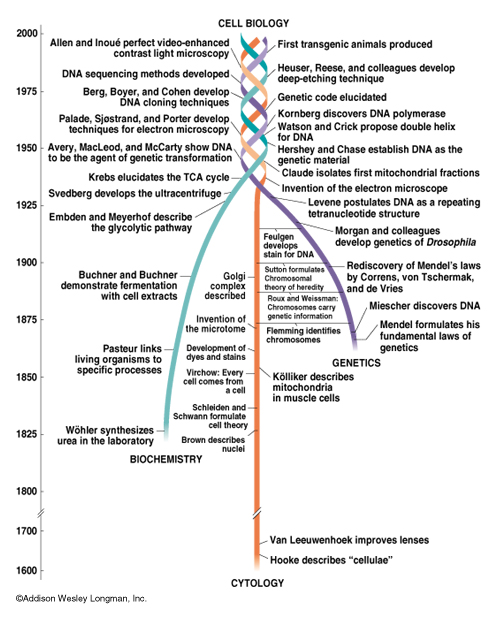 CELL BIOLOGY
2000
Allen and Inoué perfect video-enhanced
contrast light microscopy
First transgenic animals produced
DNA sequencing methods developed
Heuser, Reese, and colleagues develop
deep-etching technique
1975
Berg, Boyer, and Cohen develop
DNA cloning techniques
Genetic code elucidated
Kornberg discovers DNA polymerase
Palade, Sjøstrand, and Porter develop
techniques for electron microscopy
Watson and Crick propose double helix
for DNA
1950
Avery, MacLeod, and McCarty show DNA
to be the agent of genetic transformation
Hershey and Chase establish DNA as the
genetic material
Claude isolates first mitochondrial fractions
Krebs elucidates the TCA cycle
Invention of the electron microscope
Svedberg develops the ultracentrifuge
Levene postulates DNA as a repeating
tetranucleotide structure
1925
Embden and Meyerhof describe
the glycolytic pathway
Morgan and colleagues
develop genetics of Drosophila
Feulgen
develops
stain for DNA
1900
Rediscovery of Mendel's laws
by Correns, von Tschermak,
and de Vries
Buchner and Buchner
demonstrate fermentation
with cell extracts
Golgi
complex
described
Sutton formulates
Chromosomal
theory of heredity
Roux and Weissman:
Chromosomes carry
genetic information
Miescher discovers DNA
1875
Invention of
the microtome
Flemming identifies
chromosomes
Mendel formulates his
fundamental laws of
genetics
GENETICS
Pasteur links
living organisms to
specific processes
Development of
dyes and stains
Virchow: Every
cell comes from
a cell
Kölliker describes
mitochondria
in muscle cells
1850
Schleiden and
Schwann formulate
cell theory
1825
Wöhler synthesizes
urea in the laboratory
Brown describes
nuclei
BIOCHEMISTRY
1800
1700
Van Leeuwenhoek improves lenses
Hooke describes “cellulae”
1600
CYTOLOGY
©Addison Wesley Longman, Inc.